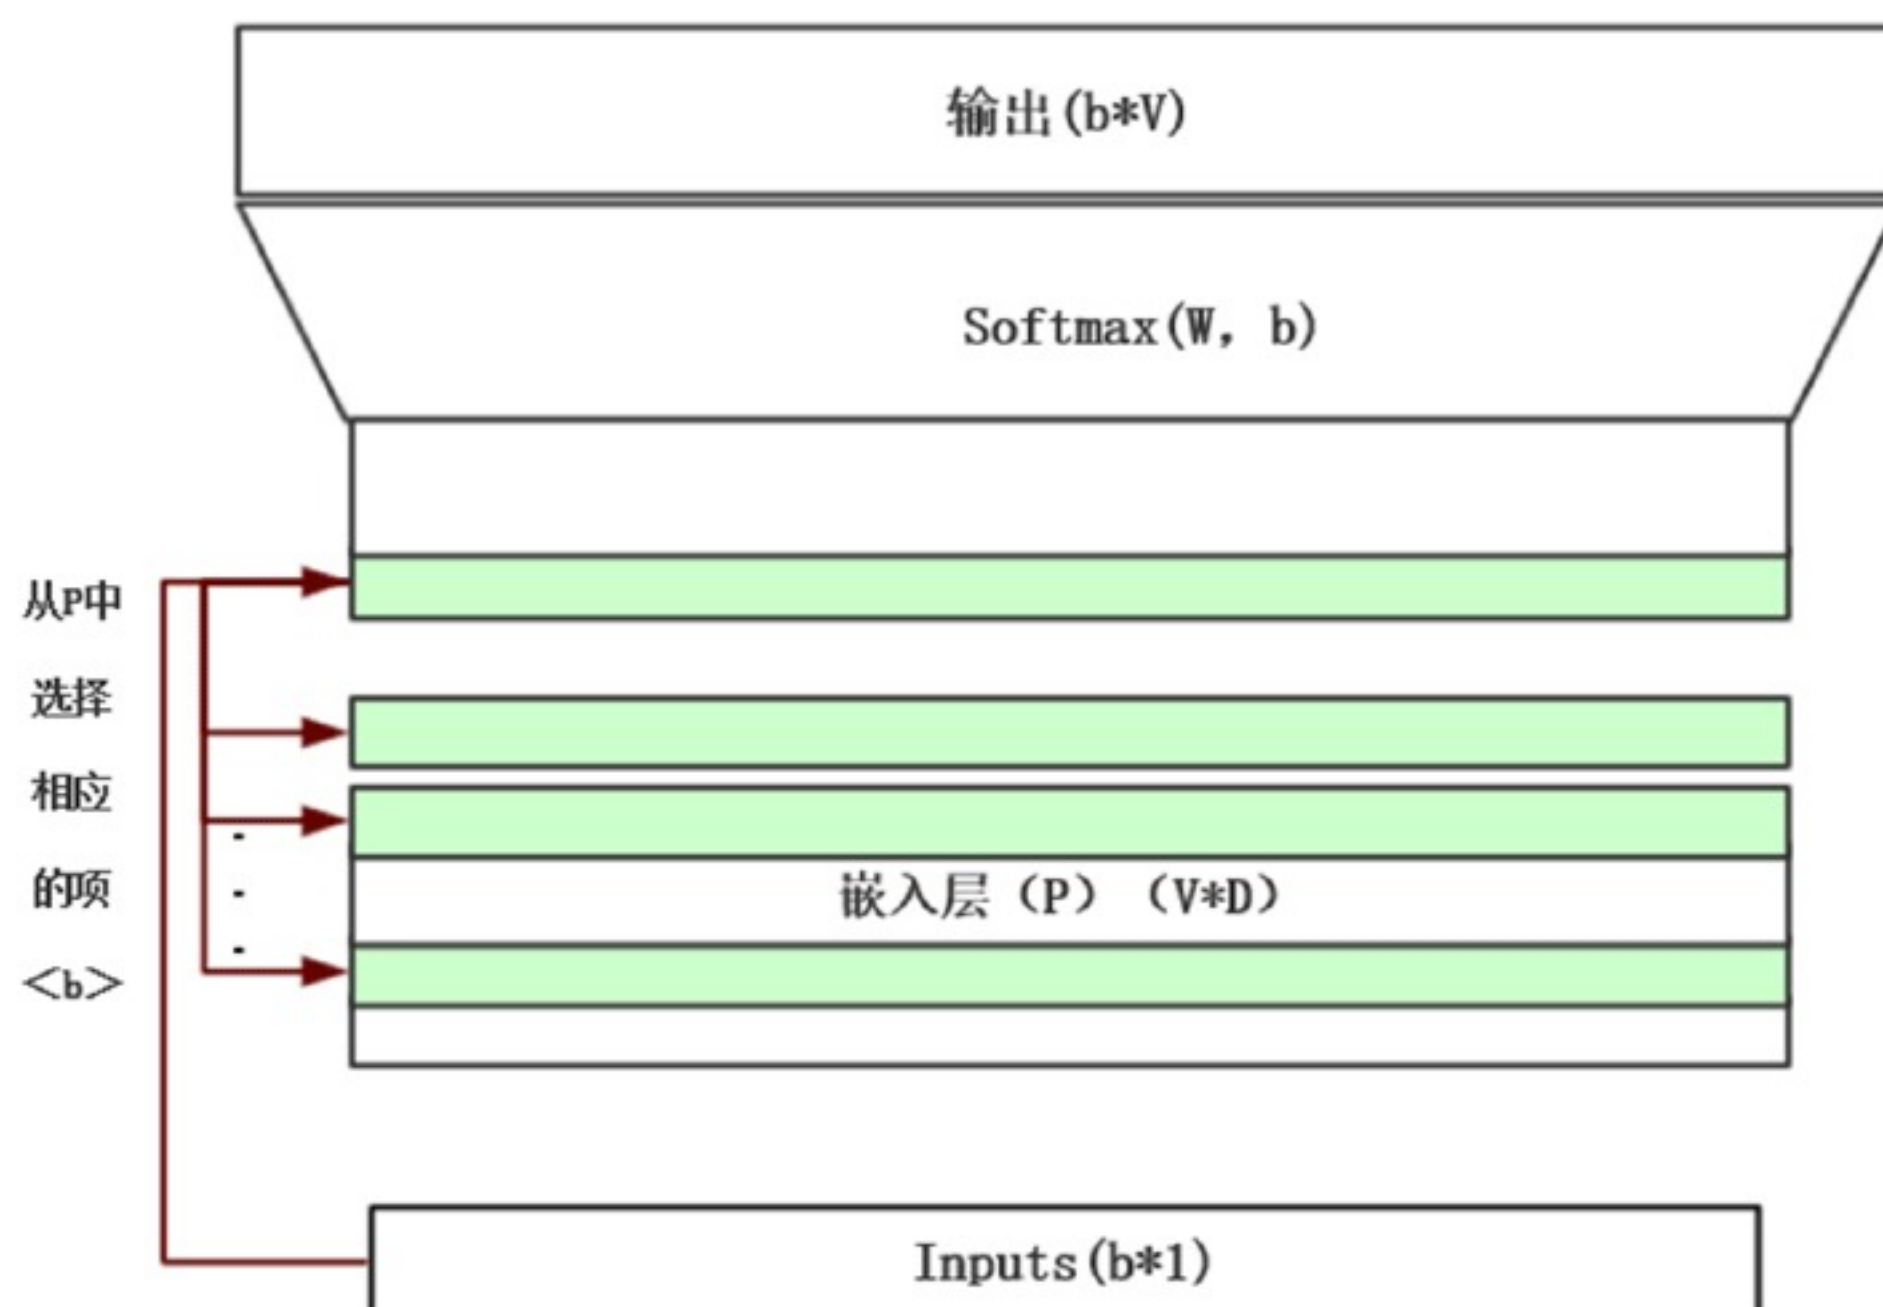 输出(b*V)
Softmax(W, b)
从P中
选择
相应
的项
<b>
嵌入层（P）（V*D）
Inputs(b*1)